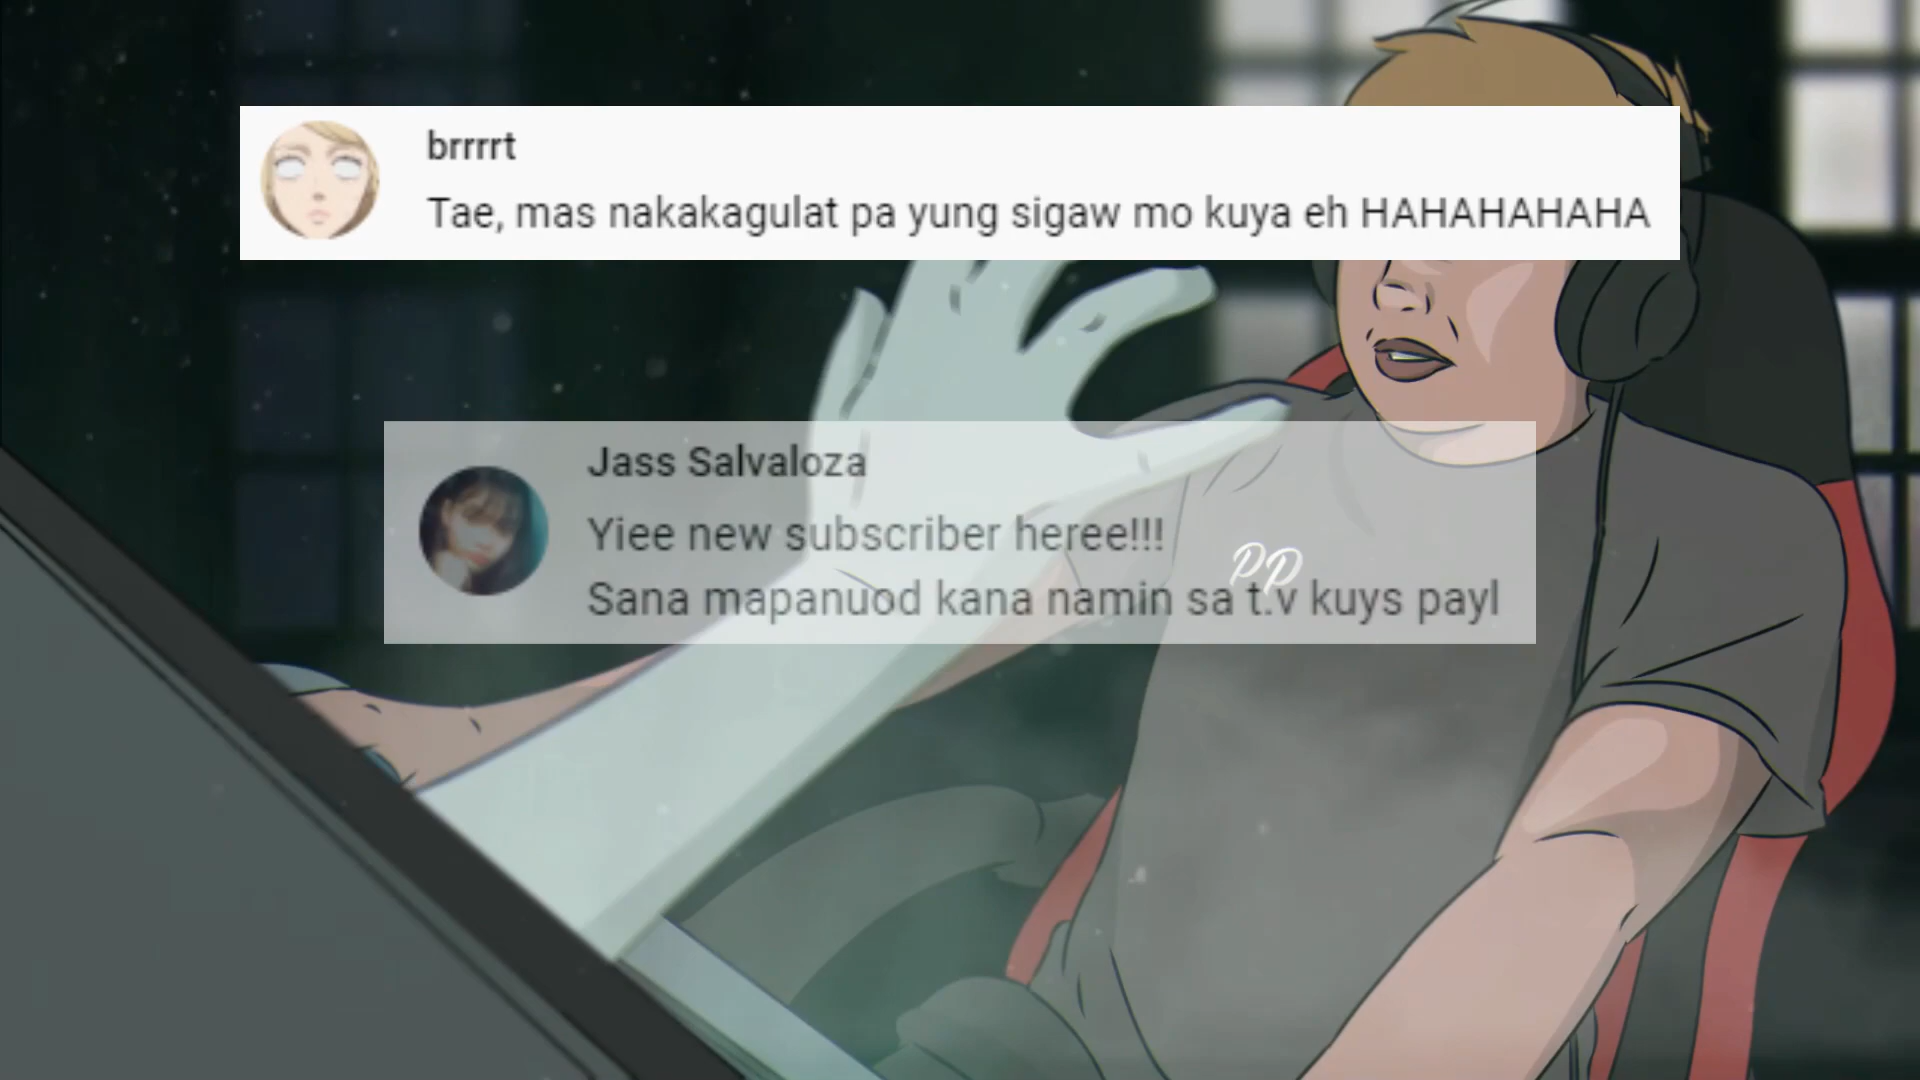 brrrrt
Tae, mas nakakagulat pa yung sigaw mo kuya eh HAHAHAHAHA
Jass Salvaloza
Yiee new subscriber heree!!!
PP
Sana mapanuod kana namin sa t.v kuys payl